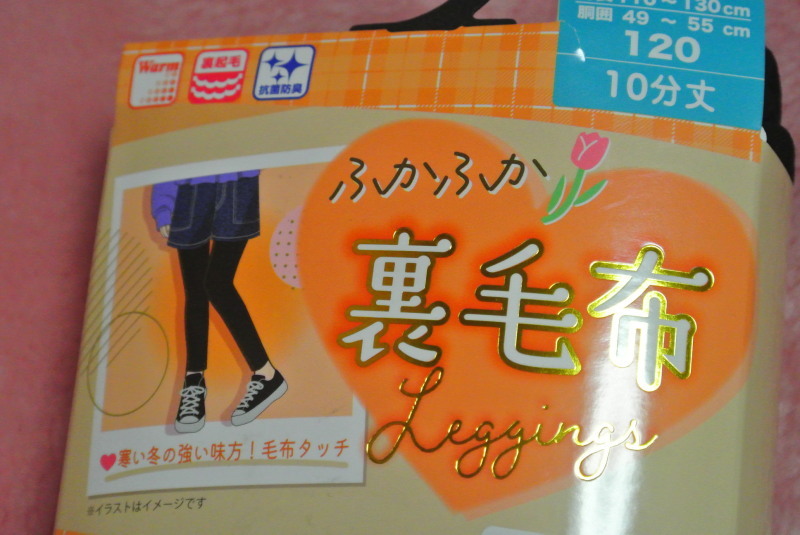 ～130cm
胴囲 49 ～ 55 cm
120
10分丈
Warm
裏起毛
抗菌防臭
ふかふか
裏毛布
Leggings
♥寒い冬の強い味方！毛布タッチ
※イラストはイメージです